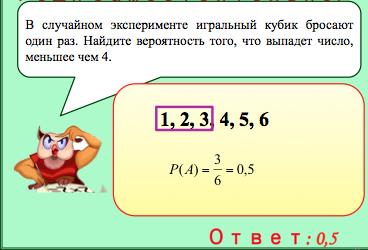 В случайном эксперименте игральный кубик бросают
один раз. Найдите вероятность того, что выпадет число,
меньшее чем 4.
1, 2, 3, 4, 5, 6
P(A) = 3/6 = 0,5
Ответ: 0,5